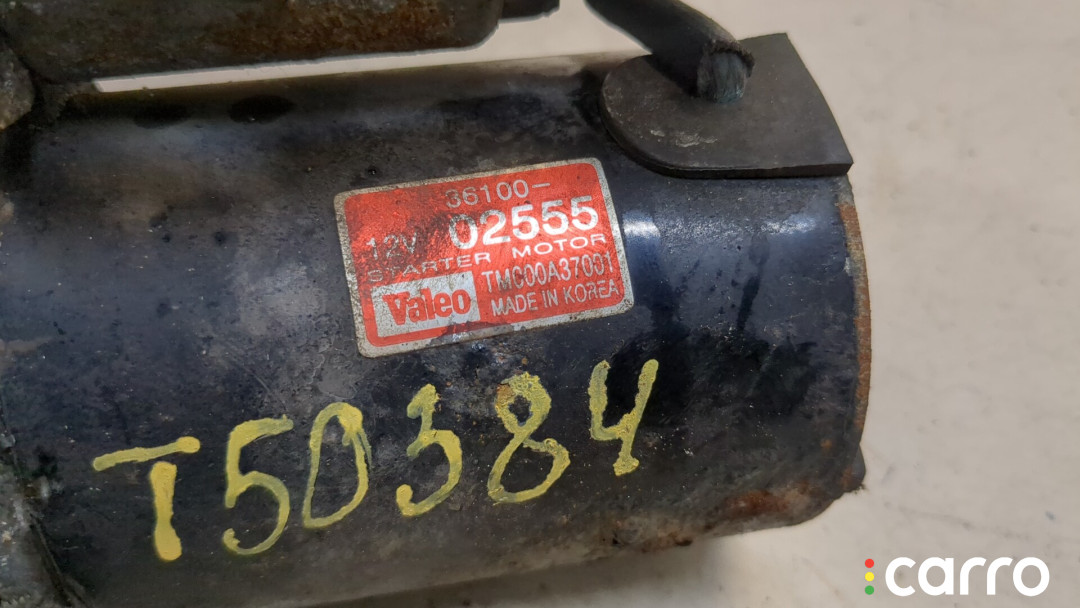 36100-
12V 02555
STARTER MOTOR
Valeo TMC00A37001
MADE IN KOREA
T50384
carro